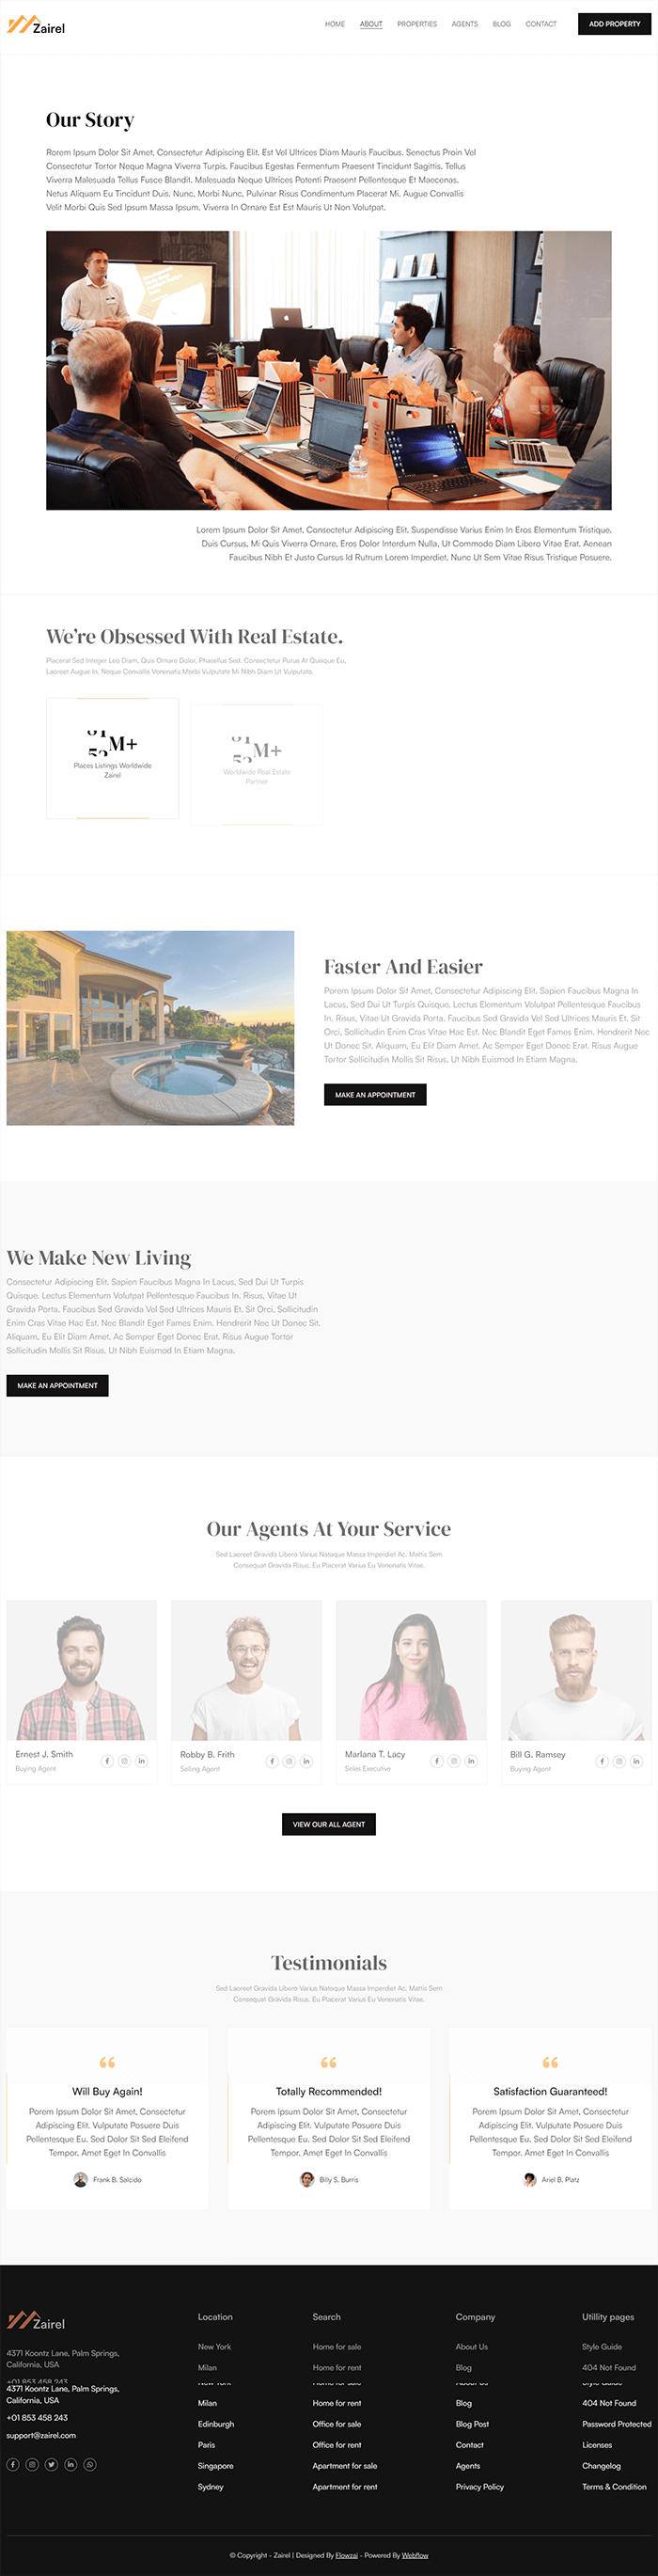 Zairel
HOME ABOUT PROPERTIES AGENTS BLOG CONTACT ADD PROPERTY
Our Story
Rorem Ipsum Dolor Sit Amet, Consectetur Adipiscing Elit. Est Vel Ultrices Diam Mauris Faucibus. Senectus Proin Vel
Consectetur Tortor Neque Magna Viverra Turpis. Faucibus Egestas Fermentum Praesent Tincidunt Sagittis. Tellus
Viverra Malesuada Tellus Fusce Blandit. Malesuada Neque Ultrices Potenti Praesent Pellentesque Et Maecenas.
Netus Aliquam Eu Tincidunt Duis. Nunc, Morbi Nunc, Pulvinar Risus Condimentum Placerat Mi. Augue Convallis
Velit Morbi Quis Sed Ipsum Massa Ipsum. Viverra In Ornare Est Est Mauris Ut Non Volutpat.
Lorem Ipsum Dolor Sit Amet, Consectetur Adipiscing Elit. Suspendisse Varius Enim In Eros Elementum Tristique.
Duis Cursus, Mi Quis Viverra Ornare, Eros Dolor Interdum Nulla, Ut Commodo Diam Libero Vitae Erat. Aenean
Faucibus Nibh Et Justo Cursus Id Rutrum Lorem Imperdiet. Nunc Ut Sem Vitae Risus Tristique Posuere.
We're Obsessed With Real Estate.
Placerat Sed Integer Leo Diam, Quis Ornare Dolor, Phasellus Sed. Consectetur Purus At Quisque Eu,
Laoreet Augue In. Neque Convallis Venenatis Morbi Vulputate Mi Nibh Diam Ut Vulputate.
M+
Places Listings Worldwide
Zairel
M+
Worldwide Real Estate
Partner
Faster And Easier
Porem Ipsum Dolor Sit Amet, Consectetur Adipiscing Elit. Sapien Faucibus Magna In
Lacus, Sed Dui Ut Turpis Quisque. Lectus Elementum Volutpat Pellentesque Faucibus
In. Risus, Vitae Ut Gravida Porta. Faucibus Sed Gravida Vel Sed Ultrices Mauris Et. Sit
Orci, Sollicitudin Enim Cras Vitae Hac Est. Nec Blandit Eget Fames Enim. Hendrerit Nec
Ut Donec Sit. Aliquam, Eu Elit Diam Amet. Ac Semper Eget Donec Erat. Risus Augue
Tortor Sollicitudin Mollis Sit Risus. Ut Nibh Euismod In Etiam Magna.
MAKE AN APPOINTMENT
We Make New Living
Consectetur Adipiscing Elit. Sapien Faucibus Magna In Lacus, Sed Dui Ut Turpis
Quisque. Lectus Elementum Volutpat Pellentesque Faucibus In. Risus, Vitae Ut
Gravida Porta. Faucibus Sed Gravida Vel Sed Ultrices Mauris Et. Sit Orci, Sollicitudin
Enim Cras Vitae Hac Est. Nec Blandit Eget Fames Enim. Hendrerit Nec Ut Donec Sit.
Aliquam, Eu Elit Diam Amet. Ac Semper Eget Donec Erat. Risus Augue Tortor
Sollicitudin Mollis Sit Risus. Ut Nibh Euismod In Etiam Magna.
MAKE AN APPOINTMENT
Our Agents At Your Service
Sed Laoreet Gravida Libero Varius Natoque Massa Imperdiet Ac. Mattis Sem
Consequat Gravida Risus. Eu Placerat Varius Eu Venenatis Vitae.
Ernest J. Smith
Buying Agent
Robby B. Frith
Selling Agent
Marlana T. Lacy
Sales Executive
Bill G. Ramsey
Buying Agent
VIEW OUR ALL AGENT
Testimonials
Sed Laoreet Gravida Libero Varius Natoque Massa Imperdiet Ac. Mattis Sem
Consequat Gravida Risus. Eu Placerat Varius Eu Venenatis Vitae.
Will Buy Again!
Porem Ipsum Dolor Sit Amet, Consectetur
Adipiscing Elit. Vulputate Posuere Duis
Pellentesque Eu. Sed Dolor Sit Sed Eleifend
Tempor. Amet Eget In Convallis
Frank B. Salcido
Totally Recommended!
Porem Ipsum Dolor Sit Amet, Consectetur
Adipiscing Elit. Vulputate Posuere Duis
Pellentesque Eu. Sed Dolor Sit Sed Eleifend
Tempor. Amet Eget In Convallis
Billy S. Burris
Satisfaction Guaranteed!
Porem Ipsum Dolor Sit Amet, Consectetur
Adipiscing Elit. Vulputate Posuere Duis
Pellentesque Eu. Sed Dolor Sit Sed Eleifend
Tempor. Amet Eget In Convallis
Ariel B. Platz
Zairel
4371 Koontz Lane, Palm Springs,
California, USA
+01 853 458 243
4371 Koontz Lane, Palm Springs,
California, USA
+01 853 458 243
support@zairel.com
Location
New York
Milan
New York
Milan
Edinburgh
Paris
Singapore
Sydney
Search
Home for sale
Home for rent
Home for sale
Home for rent
Office for sale
Office for rent
Apartment for sale
Apartment for rent
Company
About Us
Blog
About Us
Blog
Blog Post
Contact
Agents
Privacy Policy
Utillity pages
Style Guide
404 Not Found
Style Guide
404 Not Found
Password Protected
Licenses
Changelog
Terms & Condition
© Copyright - Zairel | Designed By Flowzai - Powered By Webflow